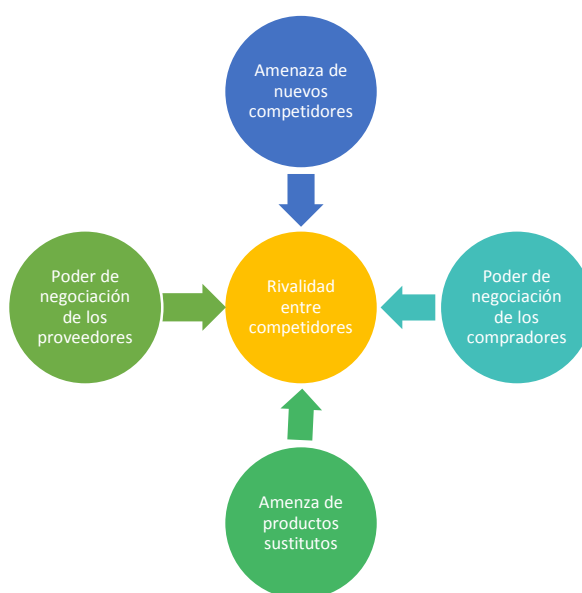 Amenaza de
nuevos
competidores
Poder de
negociación
de los
proveedores
Rivalidad
entre
competidores
Poder de
negociación
de los
compradores
Amenza de
productos
sustitutos